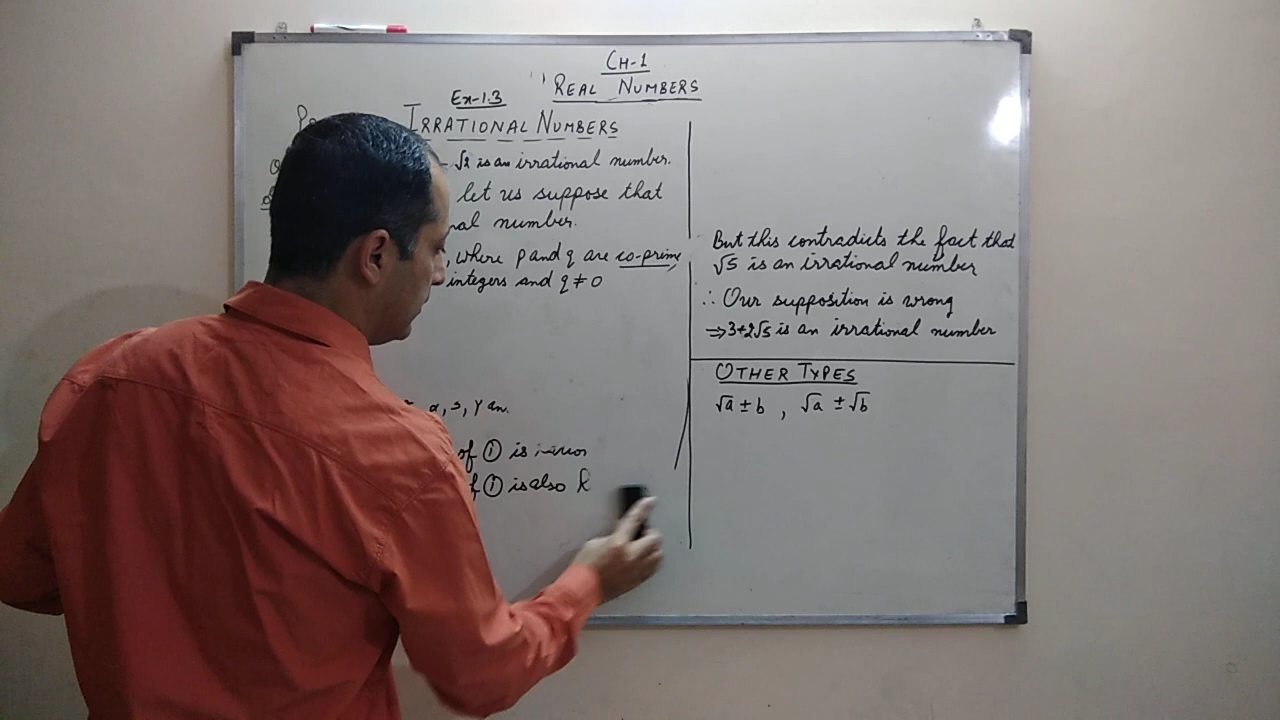 CH-1
REAL NUMBERS
Ex-1.3
IRRATIONAL NUMBERS
√2 is an irrational number.
let us suppose that
number.
, where p and q are co-prime
integers and q ≠ 0
of ① is
of ① is also
But this contradicts the fact that
√5 is an irrational number
∴ Our supposition is wrong
⇒ 3+2√5 is an irrational number
OTHER TYPES
√a ± b , √a ± √b